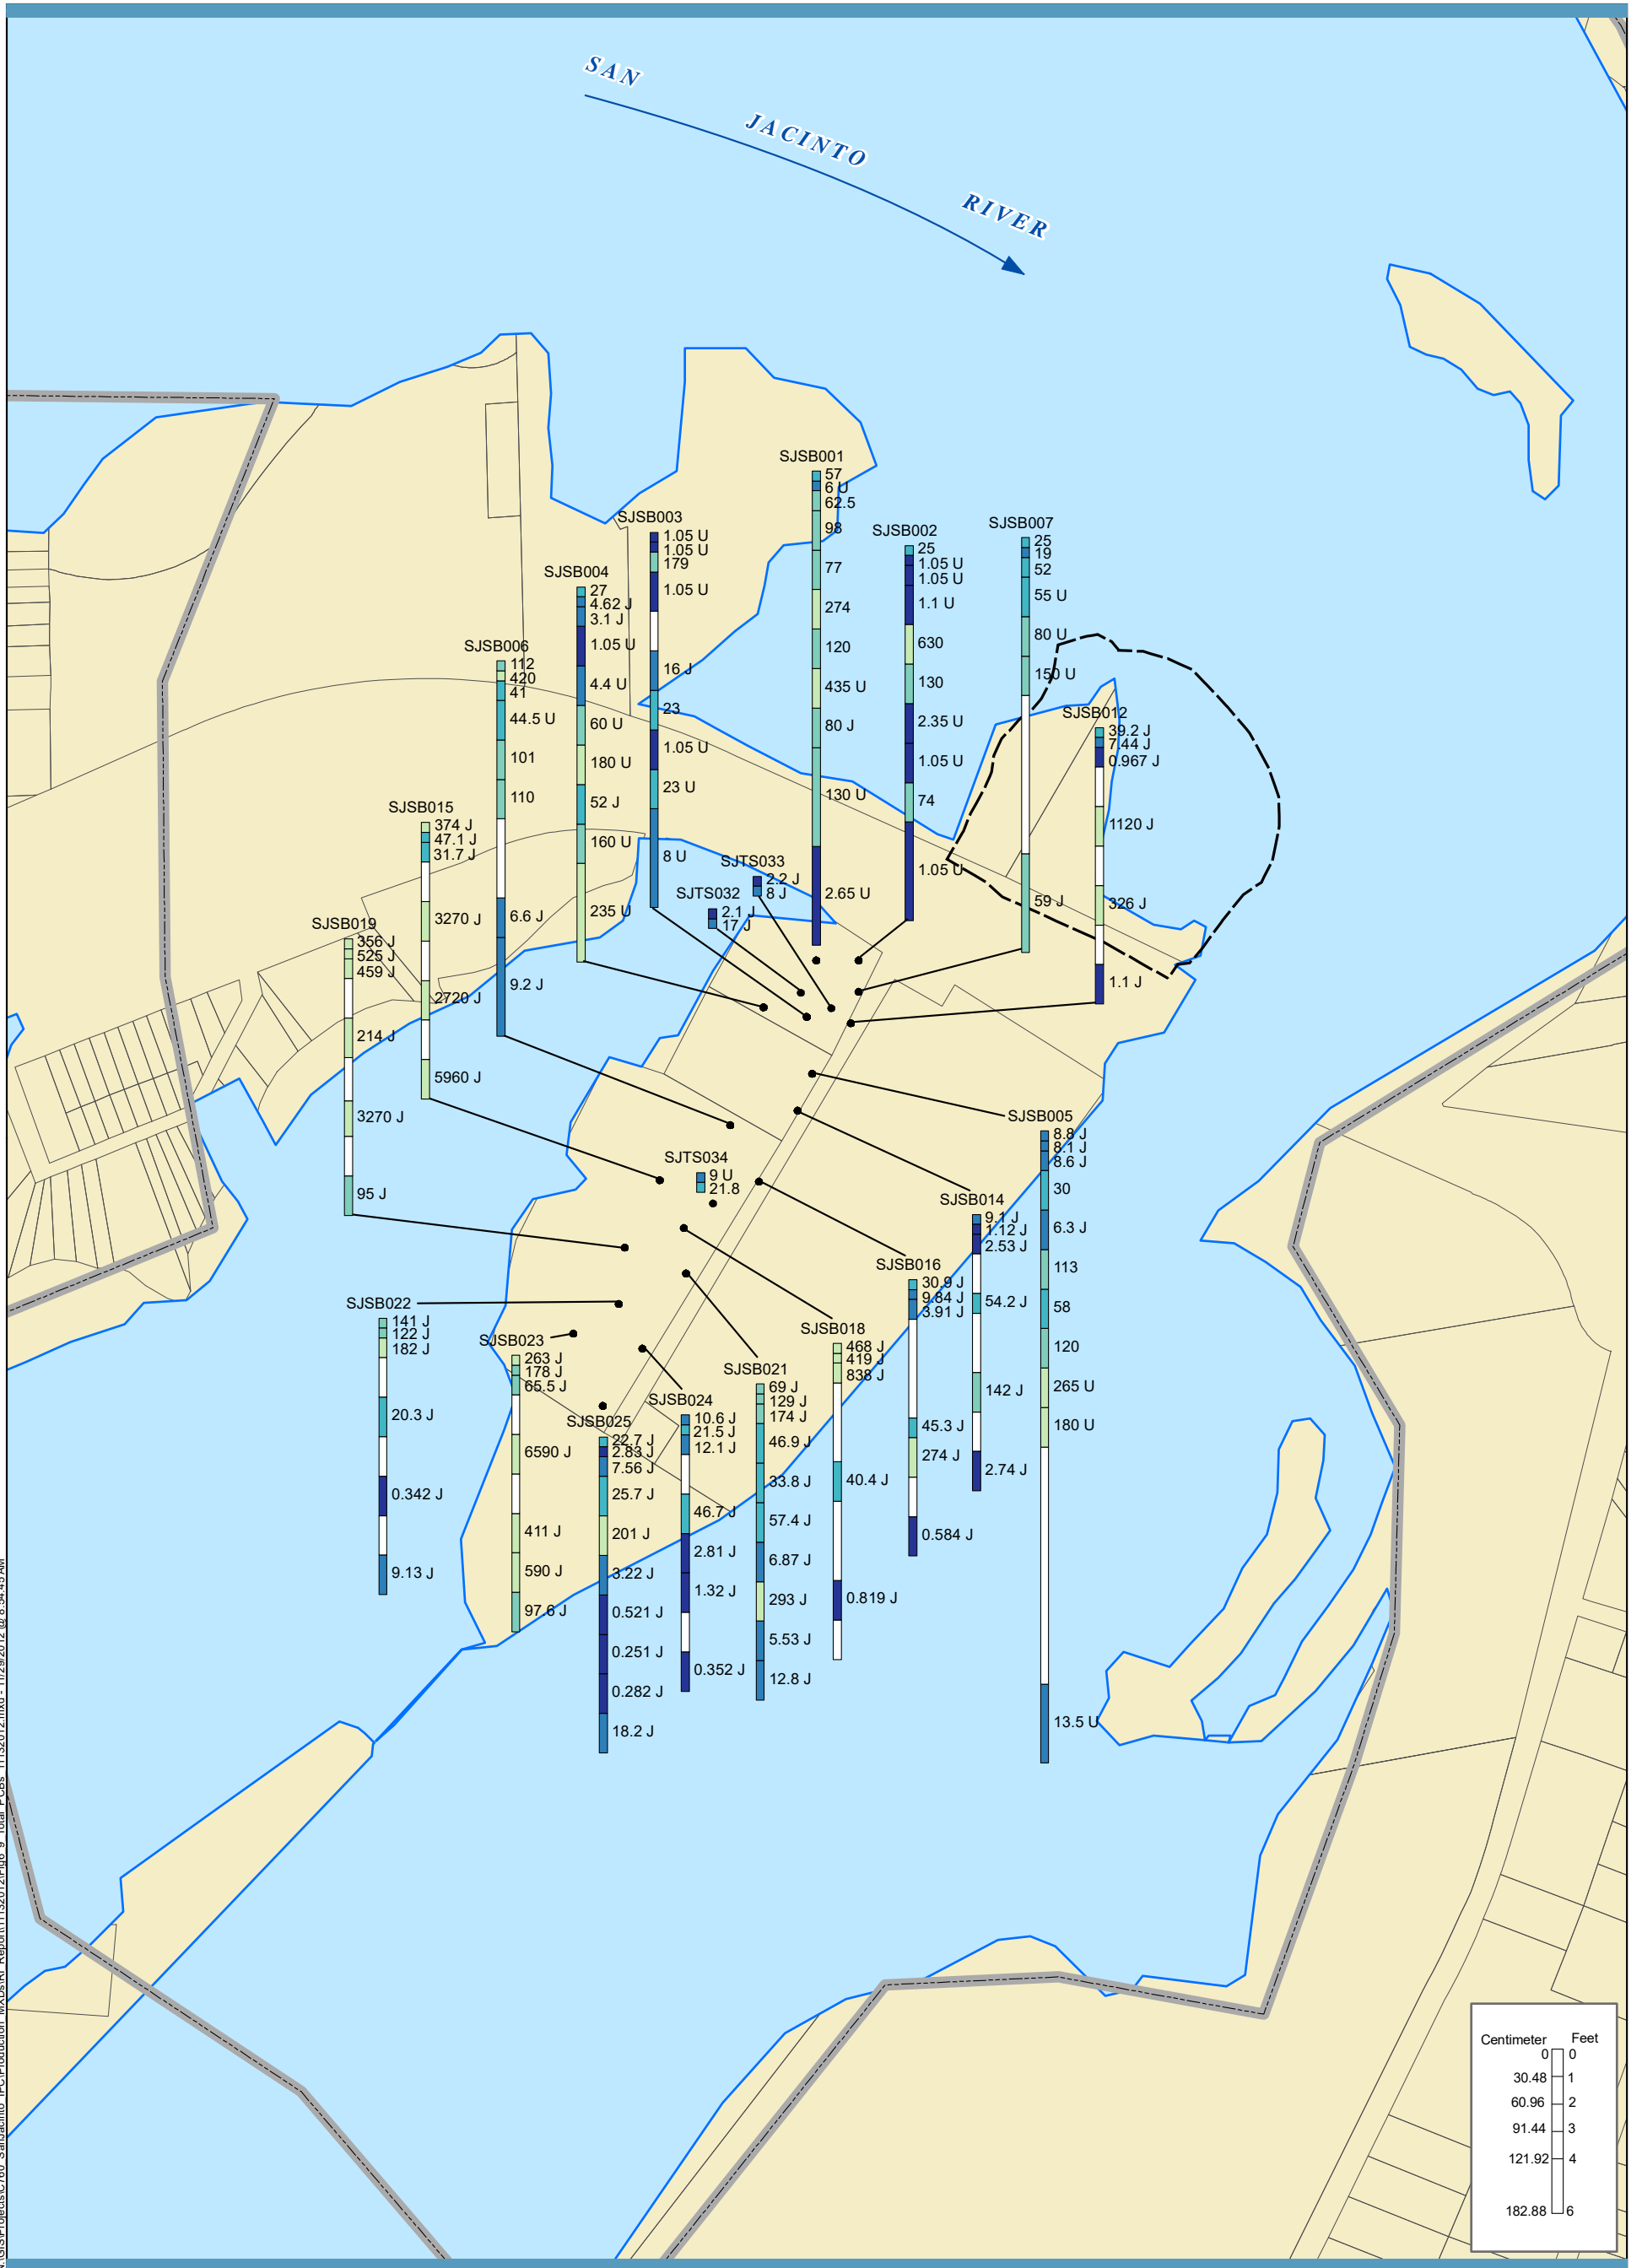 SAN
JACINTO
RIVER
SJSB001
57
6 U
62.5
98
77
274
120
435 U
80 J
130 U
2.65 U
SJSB002
25
1.05 U
1.05 U
1.1 U
630
130
2.35 U
1.05 U
74
1.05 U
SJSB007
25
19
52
55 U
80 U
150 U
59 J
SJSB003
1.05 U
1.05 U
179
1.05 U
16 J
23
1.05 U
23 U
8 U
SJSB004
27
4.62 J
3.1 J
1.05 U
4.4 U
60 U
180 U
52 J
160 U
235 U
SJSB006
112
420
41
44.5 U
101
110
6.6 J
9.2 J
SJSB012
39.2 J
7.44 J
0.967 J
1120 J
326 J
1.1 J
SJSB015
374 J
47.1 J
31.7 J
3270 J
2720 J
5960 J
SJTS033
2.2 J
8 J
SJTS032
2.1 J
17 J
SJSB019
356 J
525 J
459 J
214 J
3270 J
95 J
SJSB005
8.8 J
8.1 J
8.6 J
30
6.3 J
113
58
120
265 U
180 U
13.5 U
SJTS034
9 U
21.8
SJSB014
9.1 J
1.12 J
2.53 J
54.2 J
142 J
2.74 J
SJSB016
30.9 J
9.84 J
3.91 J
45.3 J
274 J
0.584 J
SJSB022
141 J
122 J
182 J
20.3 J
0.342 J
9.13 J
SJSB023
263 J
178 J
65.5 J
6590 J
411 J
590 J
97.6 J
SJSB018
468 J
419 J
838 J
40.4 J
0.819 J
SJSB021
69 J
129 J
174 J
46.9 J
33.8 J
57.4 J
6.87 J
293 J
5.53 J
12.8 J
SJSB024
10.6 J
21.5 J
12.1 J
46.7 J
2.81 J
1.32 J
0.352 J
SJSB025
22.7 J
2.83 J
7.56 J
25.7 J
201 J
3.22 J
0.521 J
0.251 J
0.282 J
18.2 J
Centimeter Feet
0 0
30.48 1
60.96 2
91.44 3
121.92 4
182.88 6